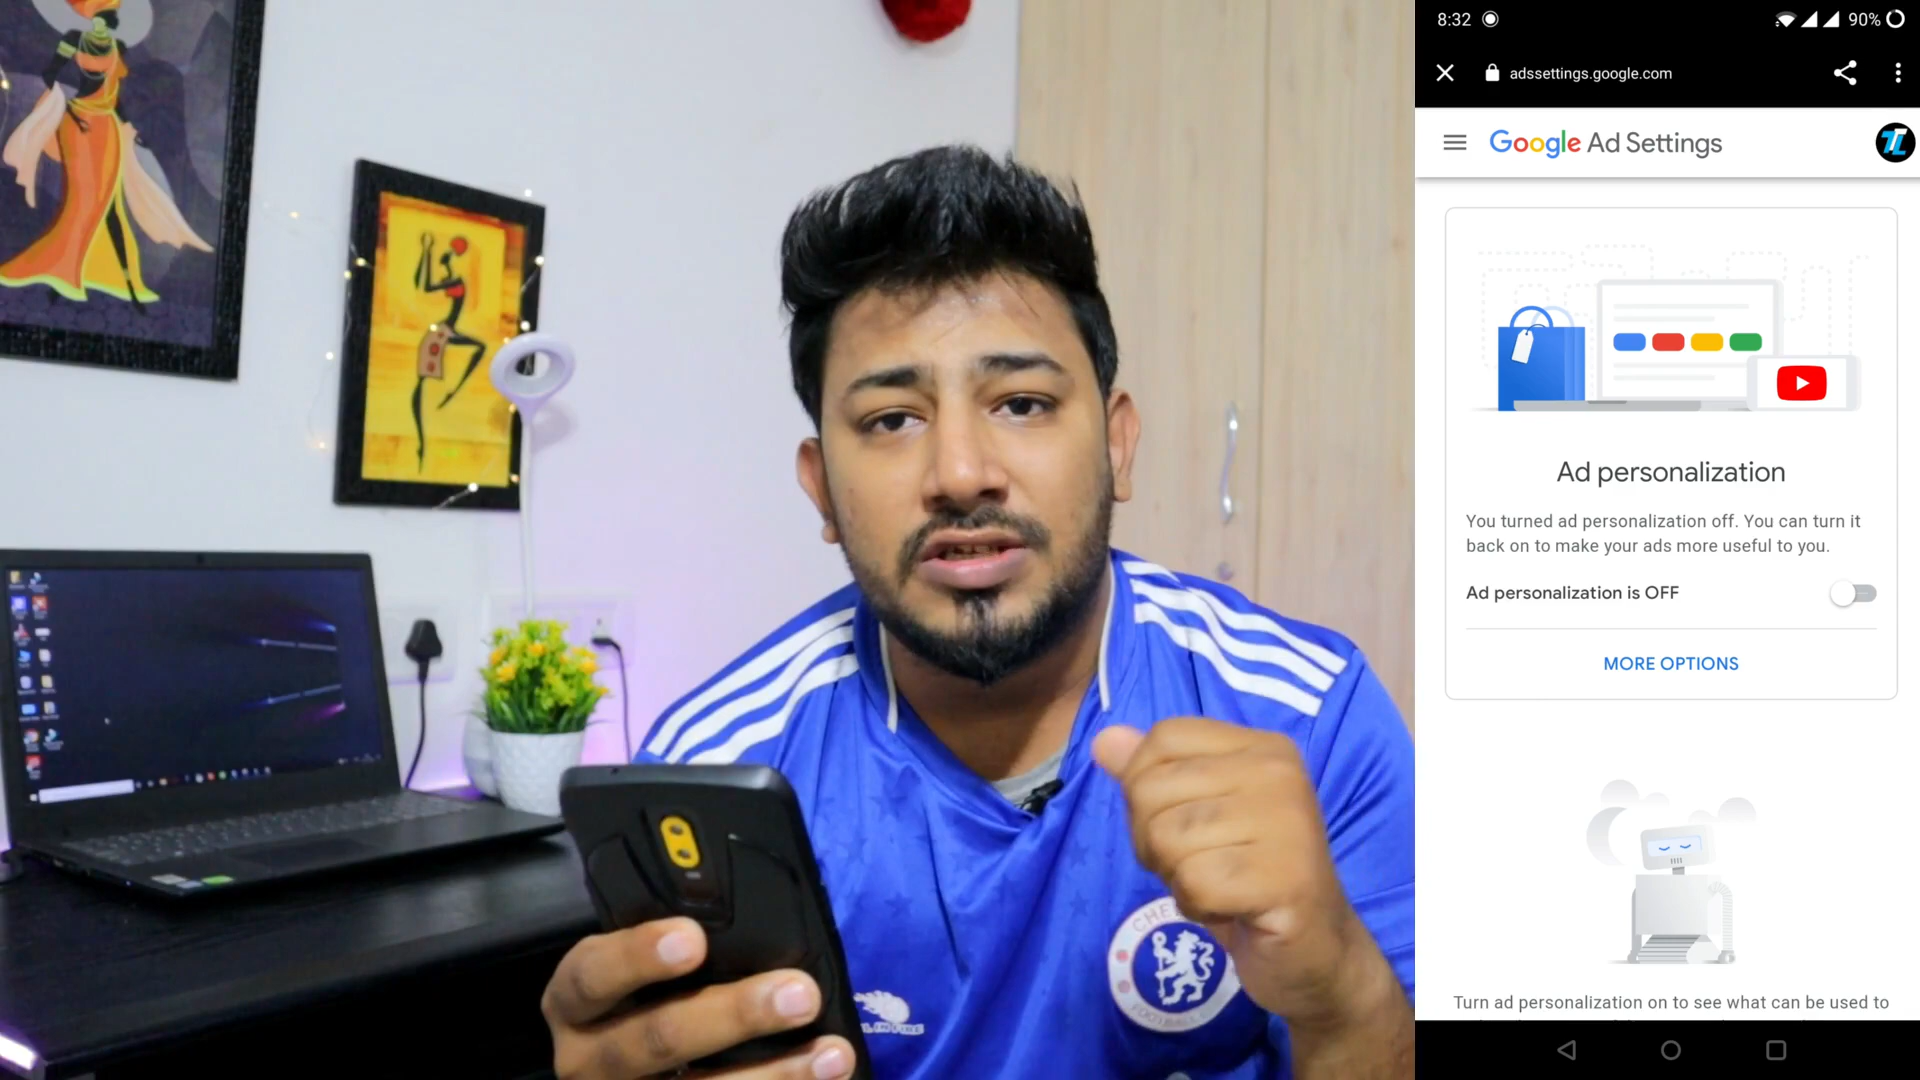 8:32
90%
adssettings.google.com
Google Ad Settings
TL
Ad personalization
You turned ad personalization off. You can turn it
back on to make your ads more useful to you.
Ad personalization is OFF
MORE OPTIONS
Turn ad personalization on to see what can be used to
CHE